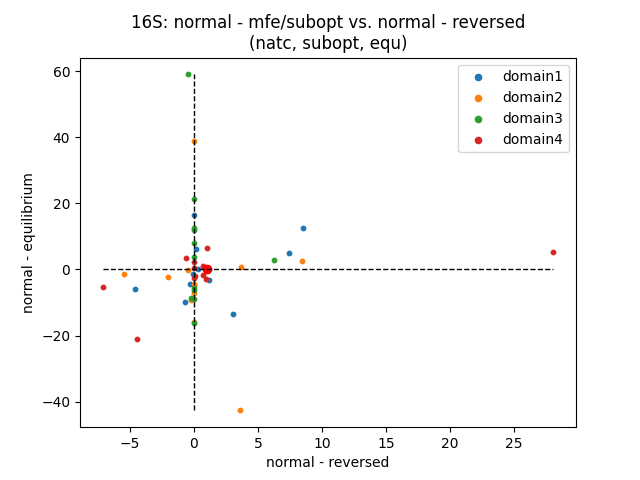 16S: normal - mfe/subopt vs. normal - reversed
(natc, subopt, equ)
domain1
domain2
domain3
domain4
normal - equilibrium
60
40
20
0
−20
−40
−5
0
5
10
15
20
25
normal - reversed